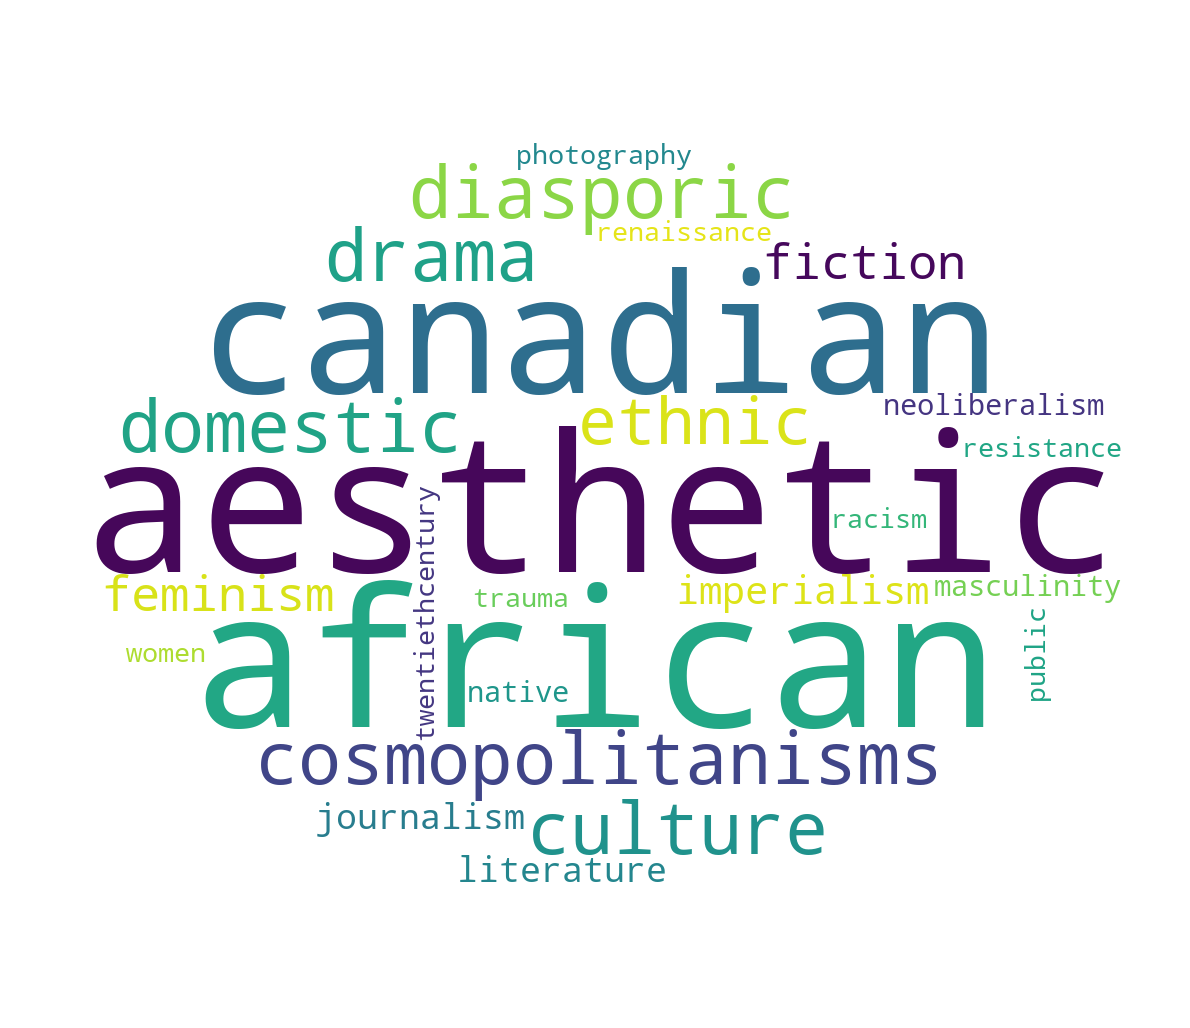 photography
diasporic
renaissance
drama
fiction
canadian
domestic
ethnic
neoliberalism
aesthetic
resistance
racism
twentiethcentury
feminism
trauma
imperialism
masculinity
african
women
native
public
cosmopolitanisms
journalism
culture
literature